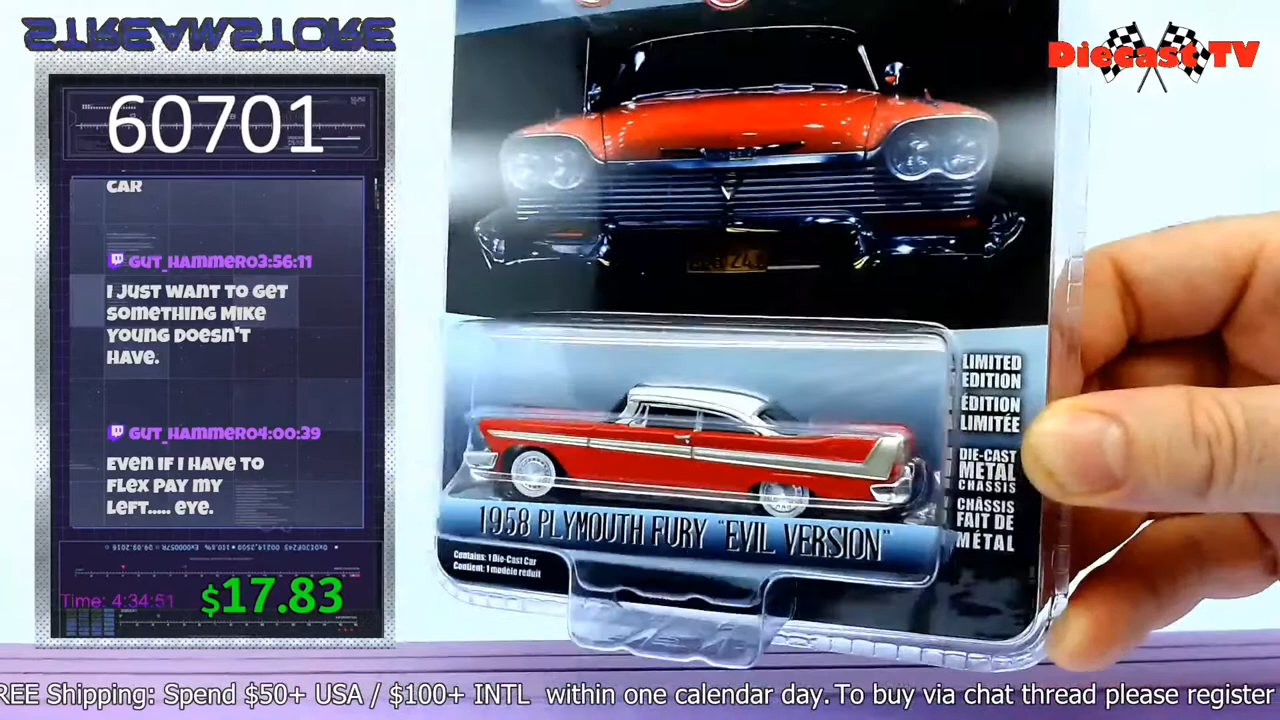 STREAMSTORE
60701
CAR
GUT_HAMMER03:56:11
I JUST WANT TO GET
SOMETHING MIKE
YOUNG DOESN'T
HAVE.
GUT_HAMMER04:00:39
EVEN IF I HAVE TO
FLEX PAY MY
LEFT..... EYE.
Time: 4:34:51
$17.83
Diecast TV
LIMITED
EDITION
ÉDITION
LIMITÉE
DIE-CAST
METAL
CHASSIS
CHÂSSIS
FAIT DE
MÉTAL
1958 PLYMOUTH FURY "EVIL VERSION"
Contains: 1 Die-Cast Car
Contient: 1 modele reduit
REE Shipping: Spend $50+ USA / $100+ INTL within one calendar day. To buy via chat thread please register